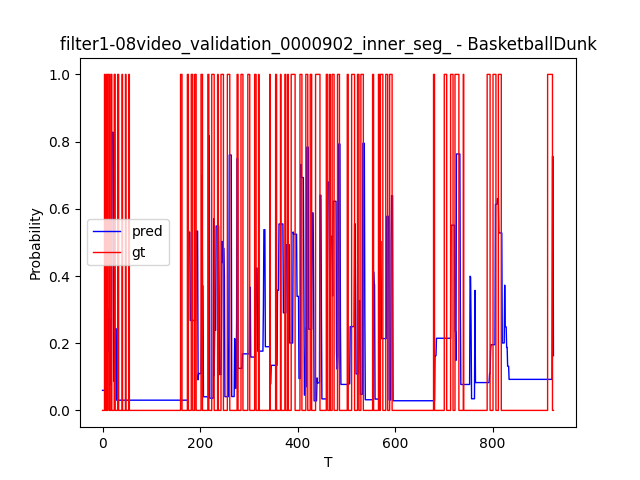 filter1-08video_validation_0000902_inner_seg_ - BasketballDunk
1.0
0.8
0.6
0.4
0.2
0.0
Probability
pred
gt
0
200
400
600
800
T